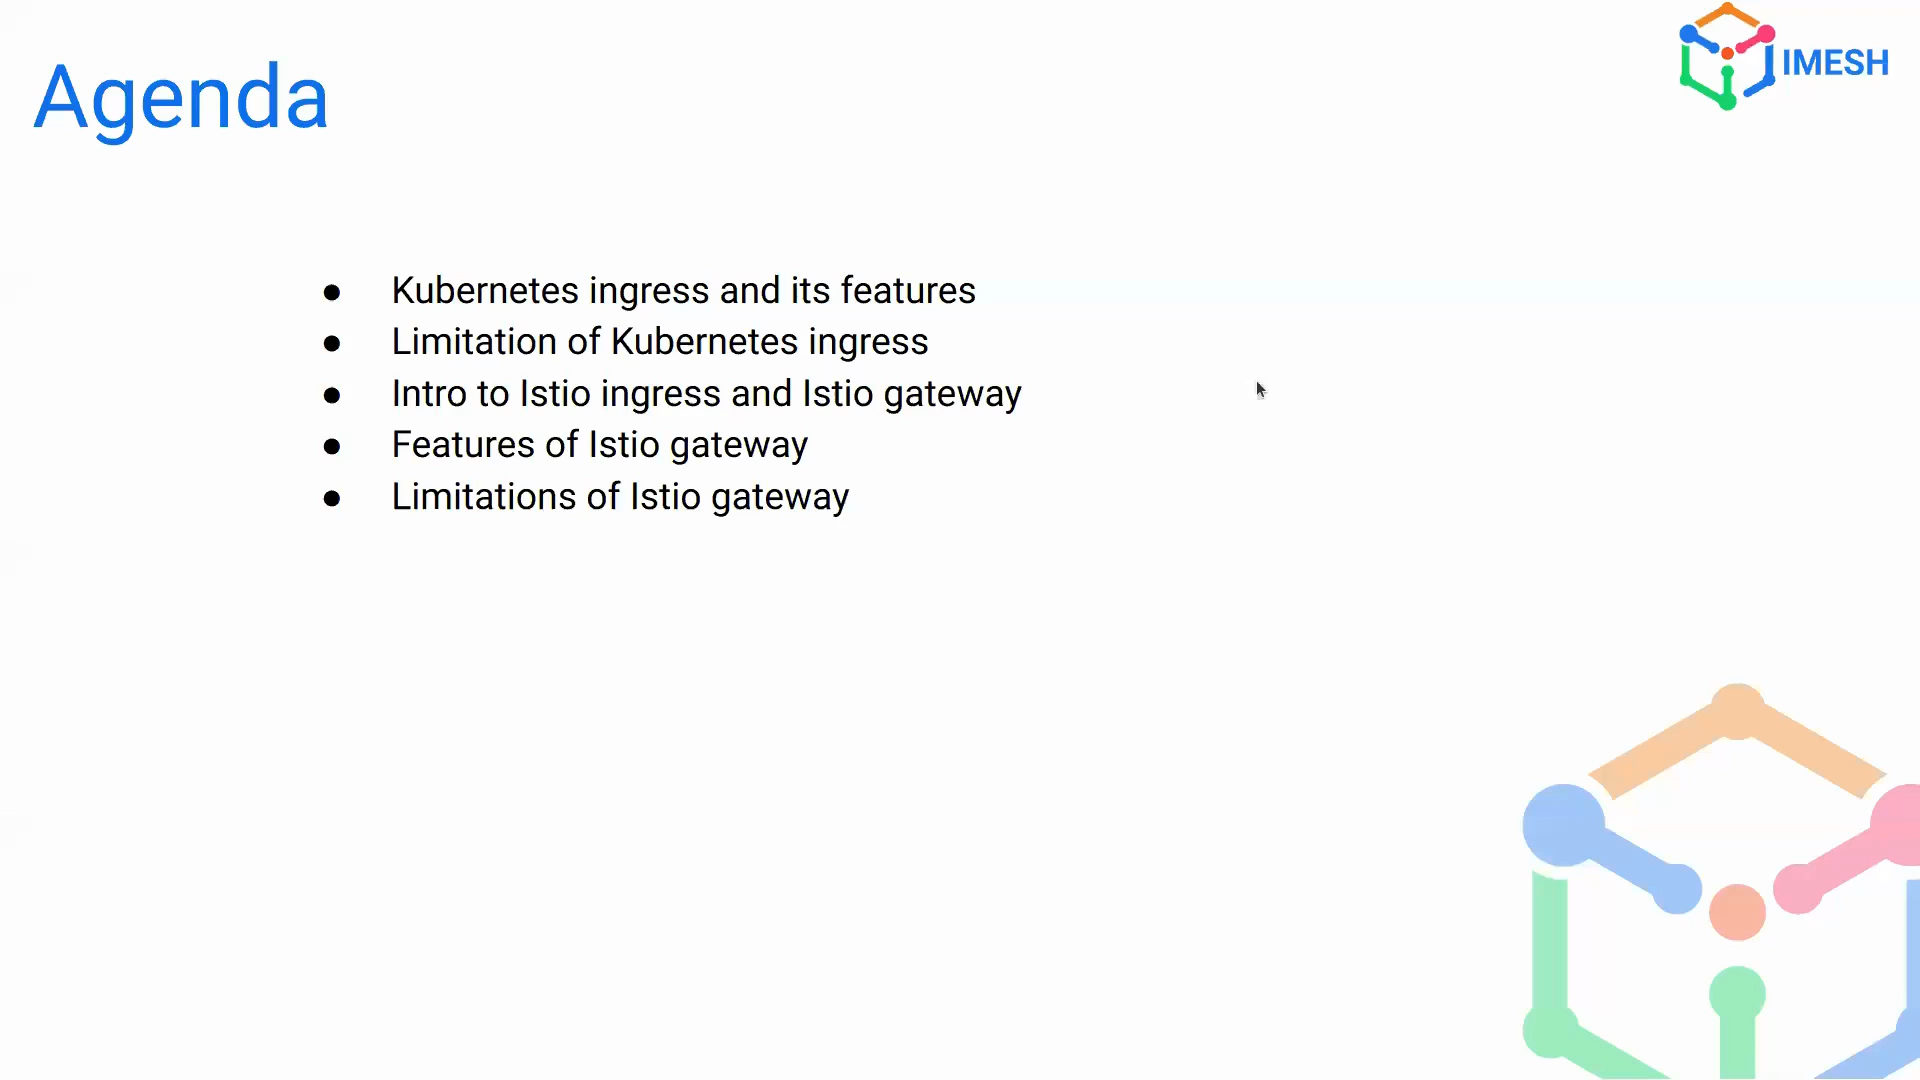 Agenda
IMESH
● Kubernetes ingress and its features
● Limitation of Kubernetes ingress
● Intro to Istio ingress and Istio gateway
● Features of Istio gateway
● Limitations of Istio gateway